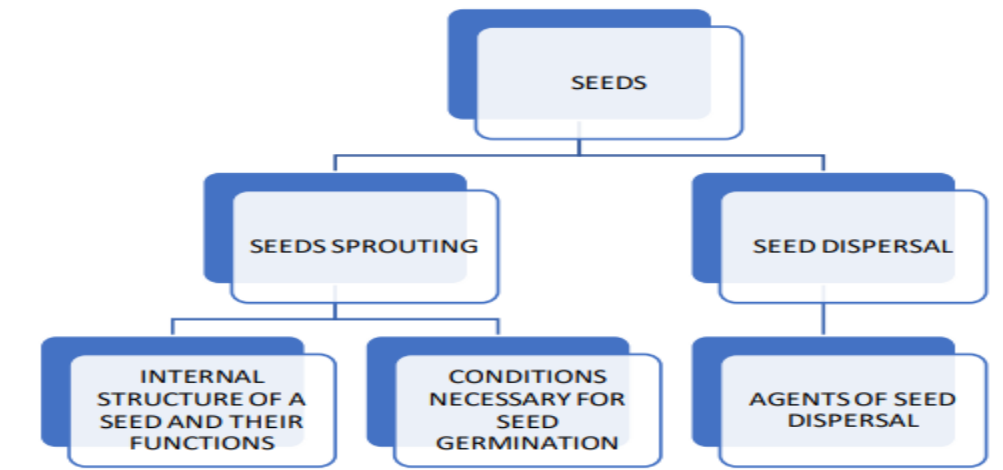 SEEDS
SEEDS SPROUTING
SEED DISPERSAL
INTERNAL
STRUCTURE OF A
SEED AND THEIR
FUNCTIONS
CONDITIONS
NECESSARY FOR
SEED
GERMINATION
AGENTS OF SEED
DISPERSAL